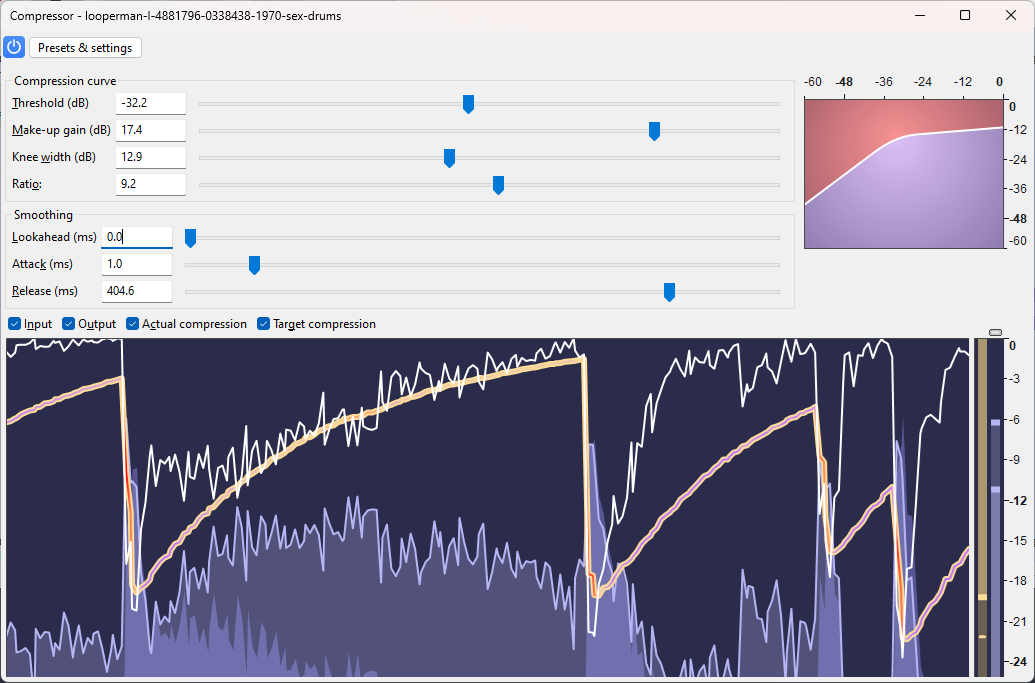 Compressor - looperman-l-4881796-0338438-1970-sex-drums
Presets & settings
Compression curve
Threshold (dB) -32.2
Make-up gain (dB) 17.4
Knee width (dB) 12.9
Ratio: 9.2
-60 -48 -36 -24 -12 0
0
-12
-24
-36
-48
-60
Smoothing
Lookahead (ms) 0.0
Attack (ms) 1.0
Release (ms) 404.6
Input Output Actual compression Target compression
0
-3
-6
-9
-12
-15
-18
-21
-24